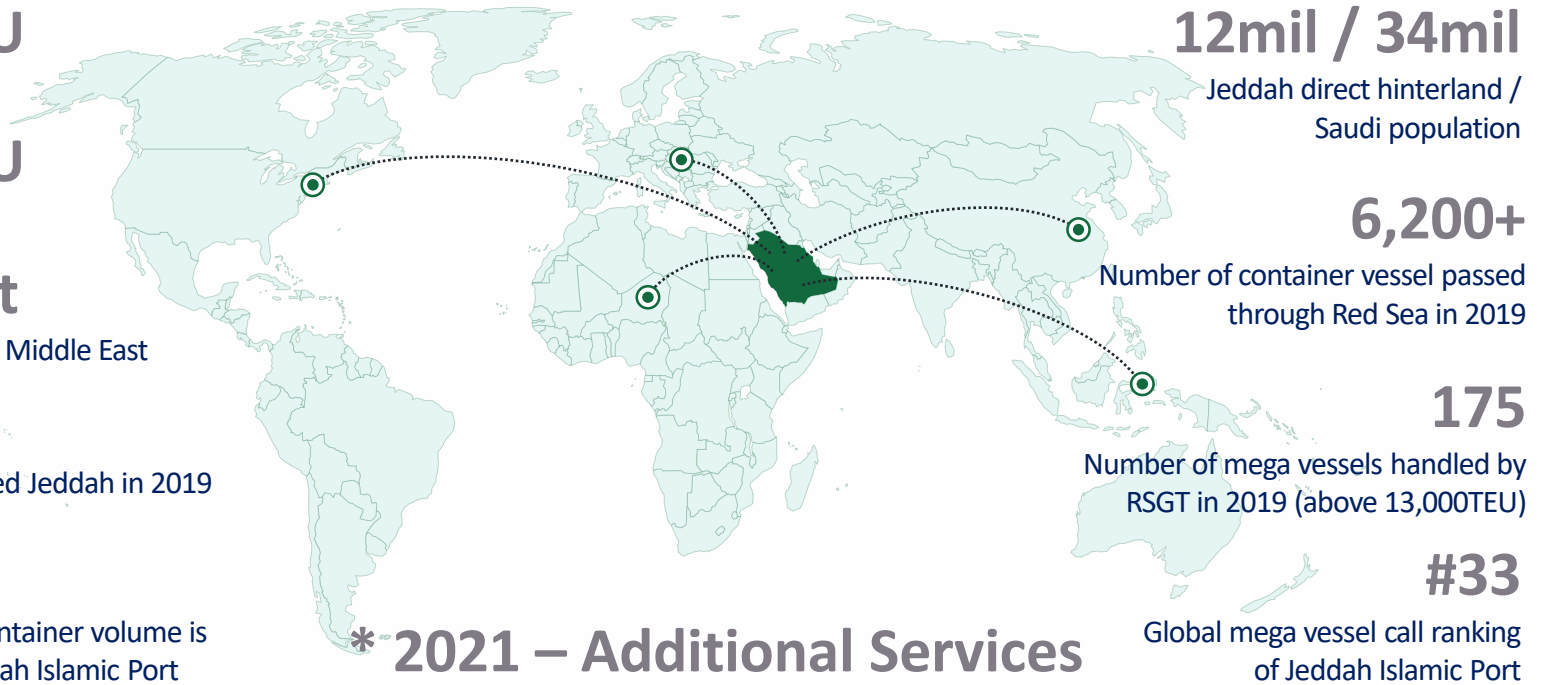 U
U
t
Middle East
ed Jeddah in 2019
ntainer volume is
ah Islamic Port
* 2021 – Additional Services
12mil / 34mil
Jeddah direct hinterland /
Saudi population
6,200+
Number of container vessel passed
through Red Sea in 2019
175
Number of mega vessels handled by
RSGT in 2019 (above 13,000TEU)
#33
Global mega vessel call ranking
of Jeddah Islamic Port